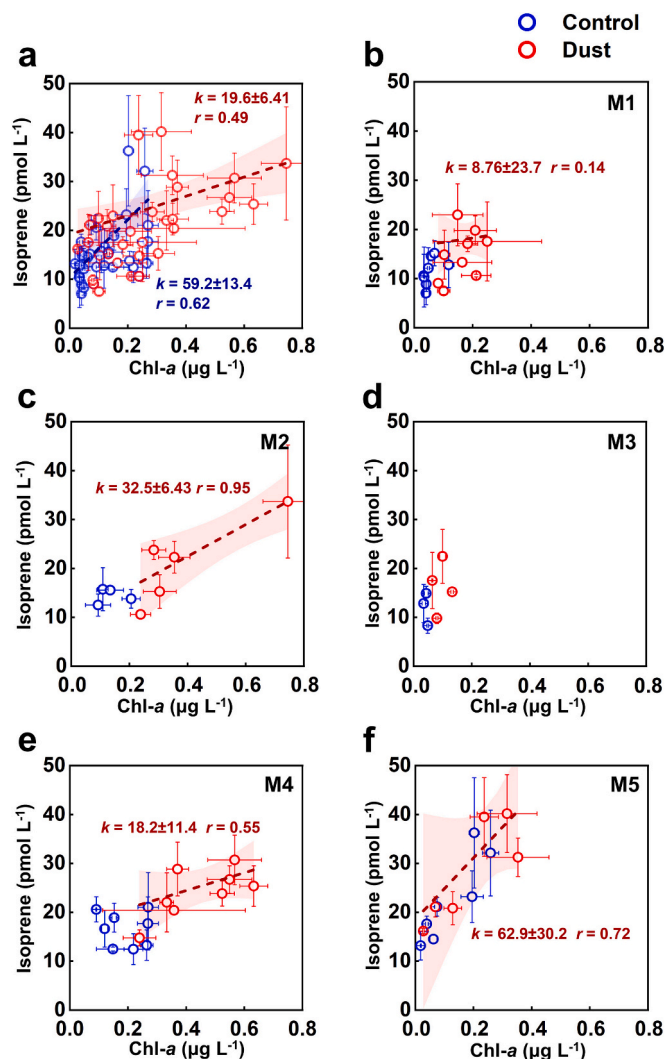 Control
Dust
a
50
40
30
20
10
0
Isoprene (pmol L-1)
k = 19.6±6.41
r = 0.49
k = 59.2±13.4
r = 0.62
0.0 0.2 0.4 0.6 0.8
Chl-a (µg L-1)
b
M1
50
40
30
20
10
0
Isoprene (pmol L-1)
k = 8.76±23.7 r = 0.14
0.0 0.2 0.4 0.6 0.8
Chl-a (µg L-1)
c
M2
50
40
30
20
10
0
Isoprene (pmol L-1)
k = 32.5±6.43 r = 0.95
0.0 0.2 0.4 0.6 0.8
Chl-a (µg L-1)
d
M3
50
40
30
20
10
0
Isoprene (pmol L-1)
0.0 0.2 0.4 0.6 0.8
Chl-a (µg L-1)
e
M4
50
40
30
20
10
0
Isoprene (pmol L-1)
k = 18.2±11.4 r = 0.55
0.0 0.2 0.4 0.6 0.8
Chl-a (µg L-1)
f
M5
50
40
30
20
10
0
Isoprene (pmol L-1)
k = 62.9±30.2 r = 0.72
0.0 0.2 0.4 0.6 0.8
Chl-a (µg L-1)